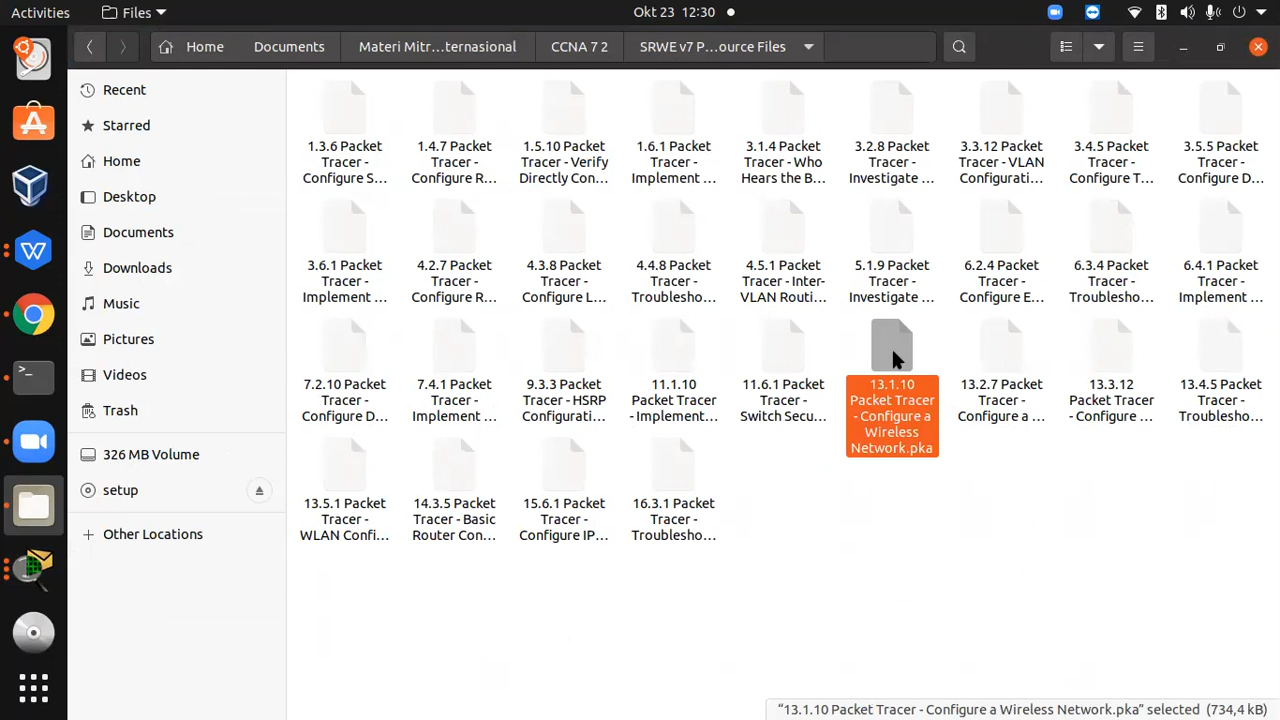 Activities
Files
Okt 23 12:30
Home
Documents
Materi Mitr...ternasional
CCNA 7 2
SRWE v7 P...ource Files
Recent
Starred
Home
Desktop
Documents
Downloads
Music
Pictures
Videos
Trash
326 MB Volume
setup
Other Locations
1.3.6 Packet
Tracer -
Configure S...
1.4.7 Packet
Tracer -
Configure R...
1.5.10 Packet
Tracer - Verify
Directly Con...
1.6.1 Packet
Tracer -
Implement ...
3.1.4 Packet
Tracer - Who
Hears the B...
3.2.8 Packet
Tracer -
Investigate ...
3.3.12 Packet
Tracer - VLAN
Configurati...
3.4.5 Packet
Tracer -
Configure T...
3.5.5 Packet
Tracer -
Configure D...
3.6.1 Packet
Tracer -
Implement ...
4.2.7 Packet
Tracer -
Configure R...
4.3.8 Packet
Tracer -
Configure L...
4.4.8 Packet
Tracer -
Troublesho...
4.5.1 Packet
Tracer - Inter-
VLAN Routi...
5.1.9 Packet
Tracer -
Investigate ...
6.2.4 Packet
Tracer -
Configure E...
6.3.4 Packet
Tracer -
Troublesho...
6.4.1 Packet
Tracer -
Implement ...
7.2.10 Packet
Tracer -
Configure D...
7.4.1 Packet
Tracer -
Implement ...
9.3.3 Packet
Tracer - HSRP
Configurati...
11.1.10
Packet Tracer
- Implement...
11.6.1 Packet
Tracer -
Switch Secu...
13.1.10
Packet Tracer
- Configure a
Wireless
Network.pka
13.2.7 Packet
Tracer -
Configure a ...
13.3.12
Packet Tracer
- Configure ...
13.4.5 Packet
Tracer -
Troublesho...
13.5.1 Packet
Tracer -
WLAN Confi...
14.3.5 Packet
Tracer - Basic
Router Con...
15.6.1 Packet
Tracer -
Configure IP...
16.3.1 Packet
Tracer -
Troublesho...
"13.1.10 Packet Tracer - Configure a Wireless Network.pka" selected (734,4 kB)